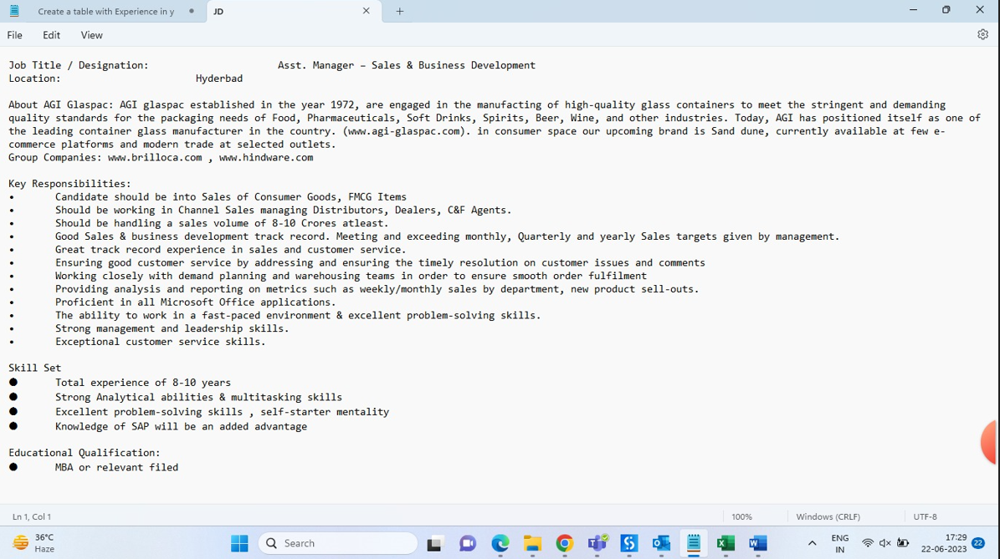 Create a table with Experience in y
JD
File Edit View
Job Title / Designation: Asst. Manager – Sales & Business Development
Location: Hyderbad
About AGI Glaspac: AGI glaspac established in the year 1972, are engaged in the manufacting of high-quality glass containers to meet the stringent and demanding
quality standards for the packaging needs of Food, Pharmaceuticals, Soft Drinks, Spirits, Beer, Wine, and other industries. Today, AGI has positioned itself as one of
the leading container glass manufacturer in the country. (www.agi-glaspac.com). in consumer space our upcoming brand is Sand dune, currently available at few e-
commerce platforms and modern trade at selected outlets.
Group Companies: www.brilloca.com , www.hindware.com
Key Responsibilities:
• Candidate should be into Sales of Consumer Goods, FMCG Items
• Should be working in Channel Sales managing Distributors, Dealers, C&F Agents.
• Should be handling a sales volume of 8-10 Crores atleast.
• Good Sales & business development track record. Meeting and exceeding monthly, Quarterly and yearly Sales targets given by management.
• Great track record experience in sales and customer service.
• Ensuring good customer service by addressing and ensuring the timely resolution on customer issues and comments
• Working closely with demand planning and warehousing teams in order to ensure smooth order fulfilment
• Providing analysis and reporting on metrics such as weekly/monthly sales by department, new product sell-outs.
• Proficient in all Microsoft Office applications.
• The ability to work in a fast-paced environment & excellent problem-solving skills.
• Strong management and leadership skills.
• Exceptional customer service skills.
Skill Set
● Total experience of 8-10 years
● Strong Analytical abilities & multitasking skills
● Excellent problem-solving skills , self-starter mentality
● Knowledge of SAP will be an added advantage
Educational Qualification:
● MBA or relevant filed
Ln 1, Col 1 100% Windows (CRLF) UTF-8
36°C
Haze
Search
ENG
IN
17:29
22-06-2023
22